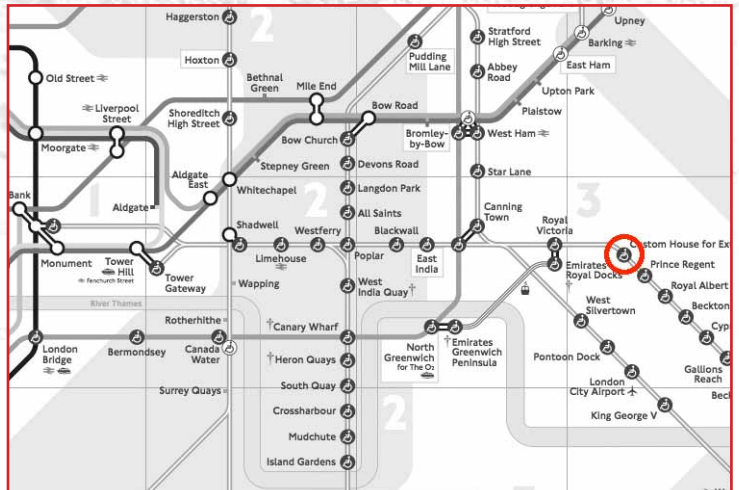 Haggerston
2
Hoxton
Old Street
Bethnal
Green
Mile End
Liverpool
Street
Shoreditch
High Street
Moorgate
Bow Road
Bow Church
Pudding
Mill Lane
Stratford
High Street
Abbey
Road
Upney
Barking
East Ham
Upton Park
Plaistow
Bromley-
by-Bow
West Ham
Stepney Green
Devons Road
Star Lane
Aldgate
East
Whitechapel
2
Langdon Park
3
Bank
1
Aldgate
All Saints
Canning
Town
Royal
Victoria
Shadwell
Westferry
Blackwall
Custom House for Ex
Monument
Tower
Hill
Fenchurch Street
Tower
Gateway
Limehouse
Poplar
East
India
Emirates
Royal Docks
Prince Regent
Royal Albert
Beckton
Cyp
Gallions
Reach
Bec
Wapping
West
India Quay
West
Silvertown
River Thames
Rotherhithe
Canary Wharf
London
Bridge
Bermondsey
Canada
Water
Heron Quays
North
Greenwich
for The O2
Emirates
Greenwich
Peninsula
Pontoon Dock
London
City Airport
King George V
Surrey Quays
South Quay
Crossharbour
2
Mudchute
Island Gardens